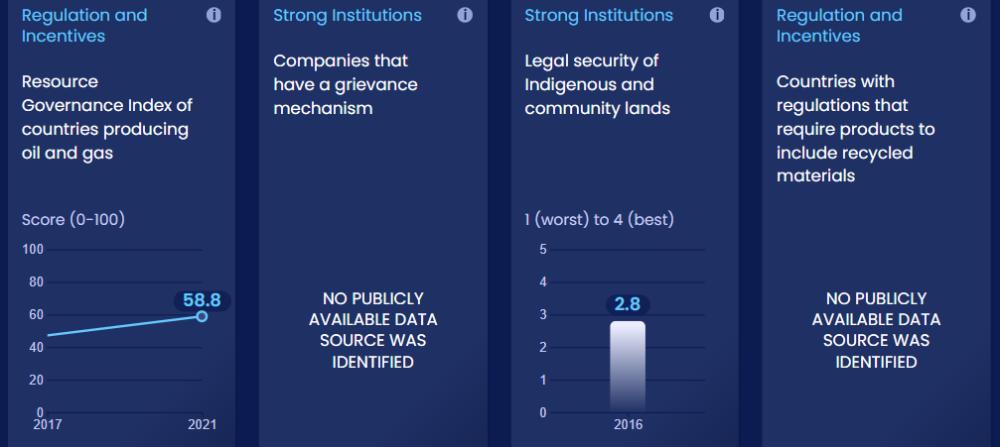 Regulation and
Incentives
i
Resource
Governance Index of
countries producing
oil and gas
Score (0-100)
100
80
60
40
20
0
58.8
2017
2021
Strong Institutions
i
Companies that
have a grievance
mechanism
NO PUBLICLY
AVAILABLE DATA
SOURCE WAS
IDENTIFIED
Strong Institutions
i
Legal security of
Indigenous and
community lands
1 (worst) to 4 (best)
5
4
3
2
1
0
2.8
2016
Regulation and
Incentives
i
Countries with
regulations that
require products to
include recycled
materials
NO PUBLICLY
AVAILABLE DATA
SOURCE WAS
IDENTIFIED